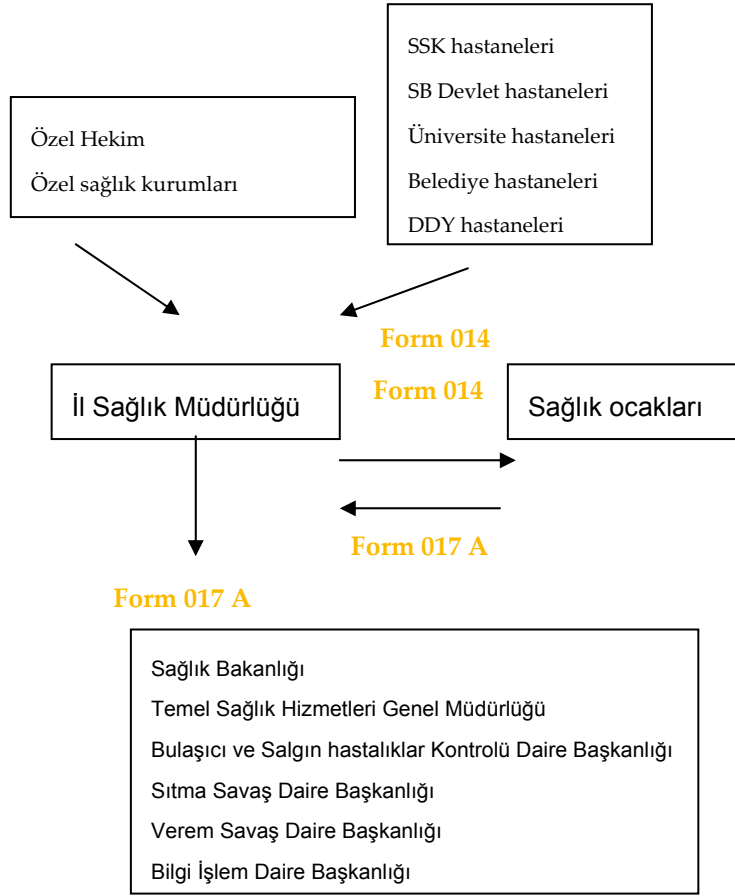 SSK hastaneleri
SB Devlet hastaneleri
Üniversite hastaneleri
Belediye hastaneleri
DDY hastaneleri
Özel Hekim
Özel sağlık kurumları
Form 014
Form 014
İl Sağlık Müdürlüğü
Sağlık ocakları
Form 017 A
Form 017 A
Sağlık Bakanlığı
Temel Sağlık Hizmetleri Genel Müdürlüğü
Bulaşıcı ve Salgın hastalıklar Kontrolü Daire Başkanlığı
Sıtma Savaş Daire Başkanlığı
Verem Savaş Daire Başkanlığı
Bilgi İşlem Daire Başkanlığı